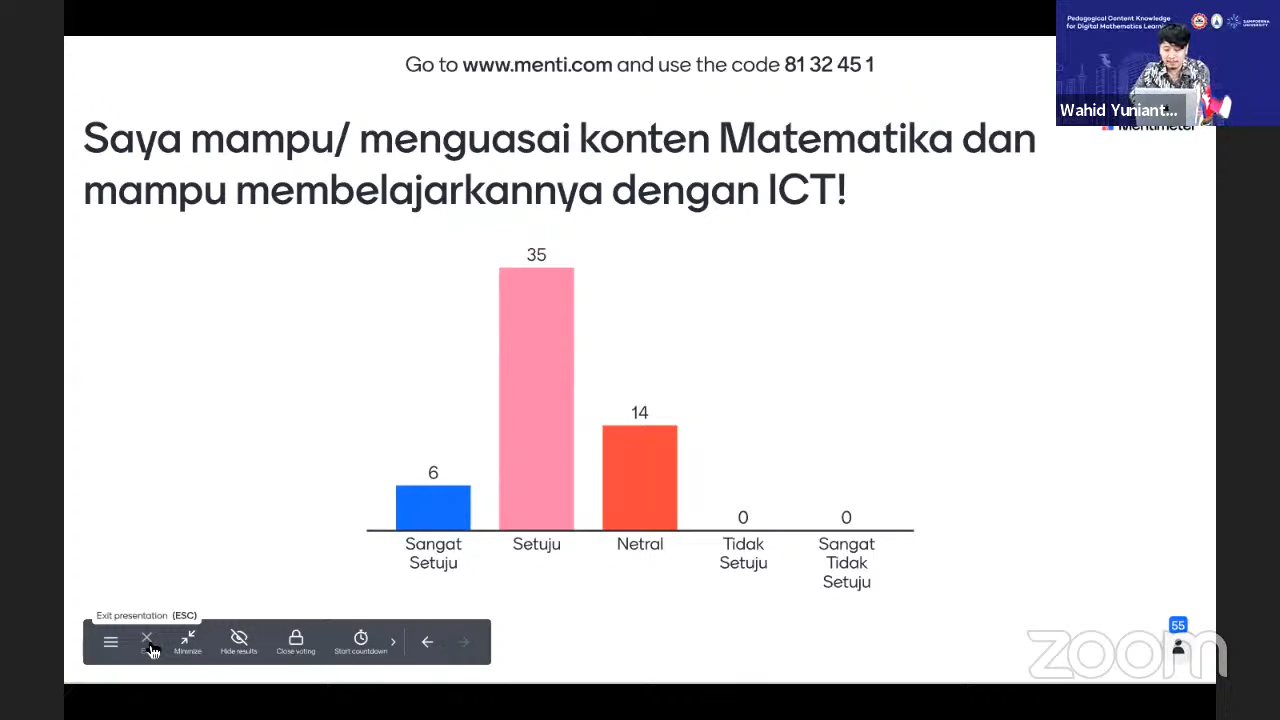 Go to www.menti.com and use the code 81 32 45 1
Pedagogical Content Knowledge
for Digital Mathematics Learning
SAMPOERNA
UNIVERSITY
Wahid Yuniant...
Mentimeter
Saya mampu/ menguasai konten Matematika dan
mampu membelajarkannya dengan ICT!
35
14
6
0
0
Sangat
Setuju
Setuju
Netral
Tidak
Setuju
Sangat
Tidak
Setuju
Exit presentation (ESC)
Minimize
Hide results
Close voting
Start countdown
55
zoom